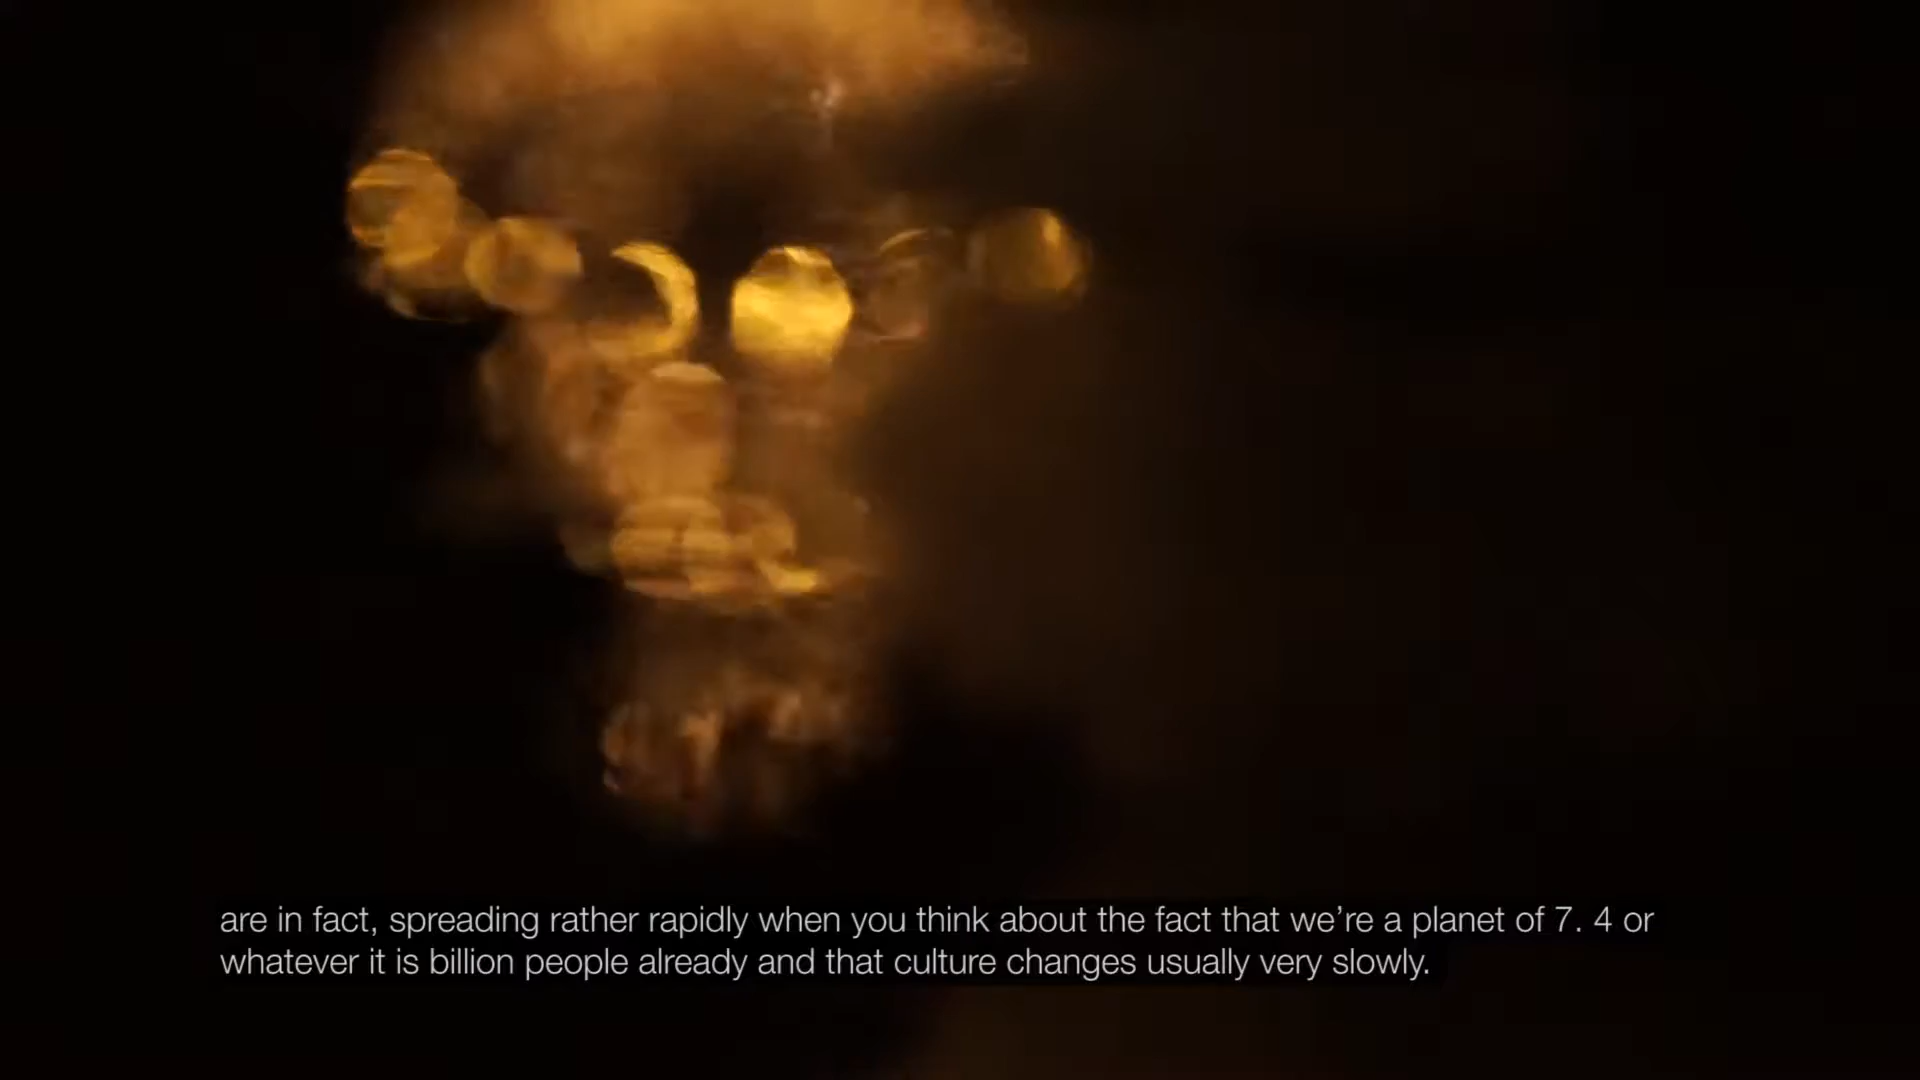 are in fact, spreading rather rapidly when you think about the fact that we’re a planet of 7. 4 or
whatever it is billion people already and that culture changes usually very slowly.